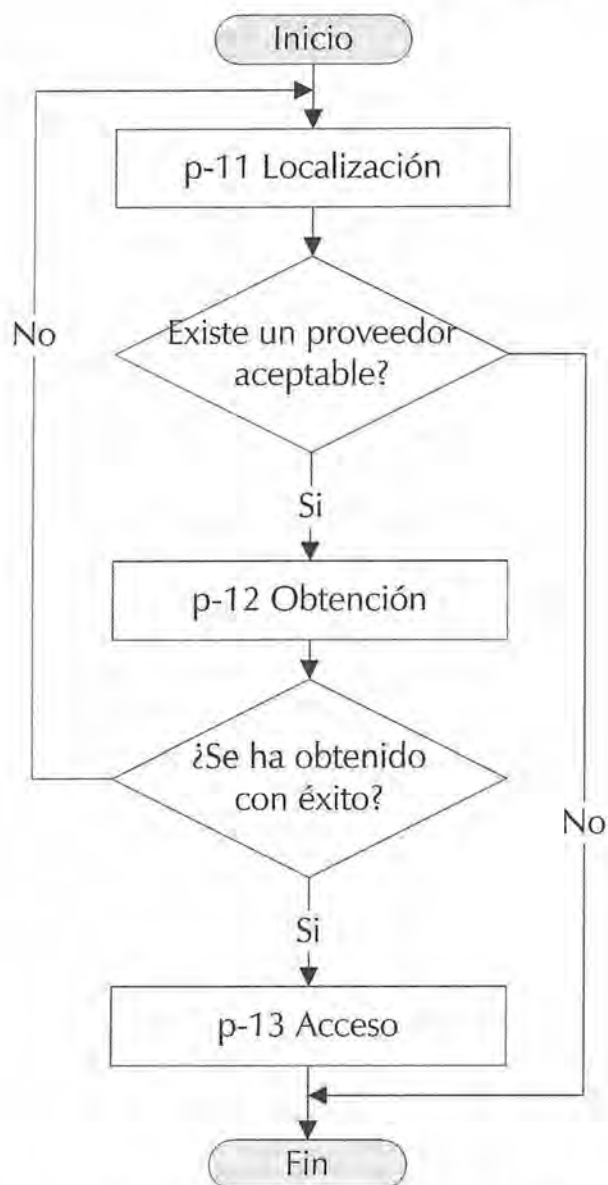 Inicio
p-11 Localización
No
Existe un proveedor
aceptable?
Si
p-12 Obtención
¿Se ha obtenido
con éxito?
No
Si
p-13 Acceso
Fin